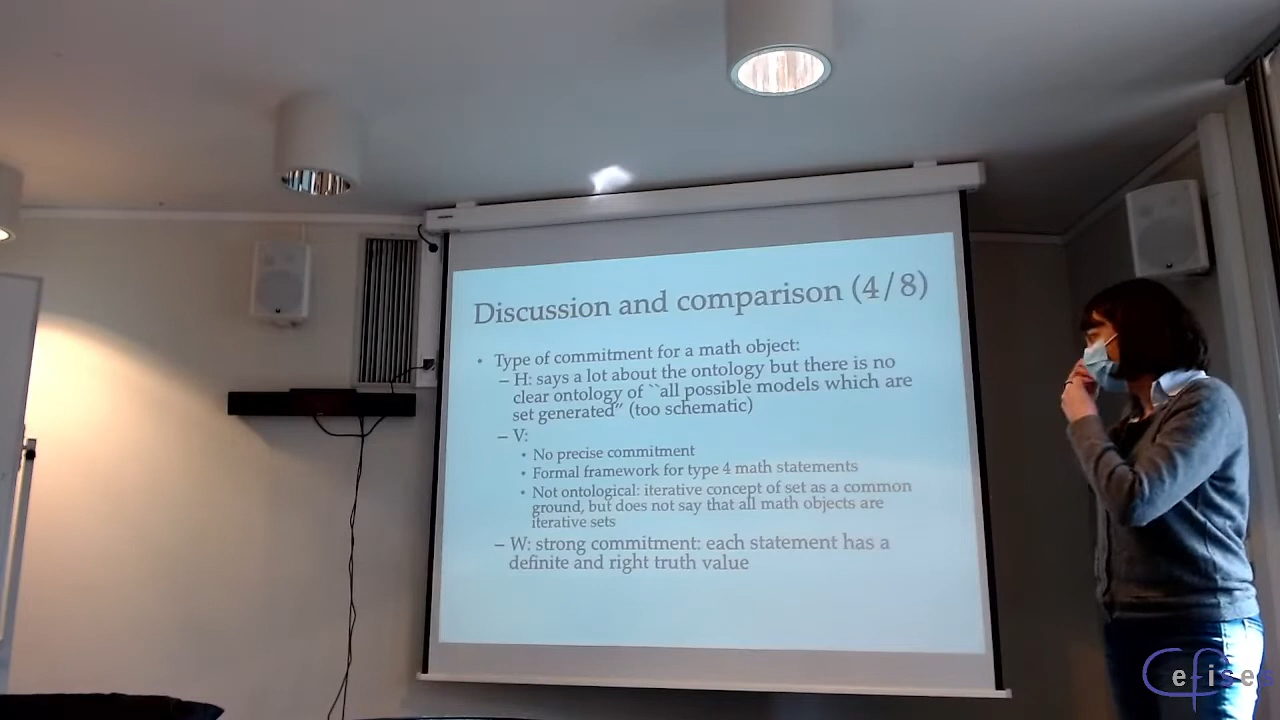 Discussion and comparison (4/8)
• Type of commitment for a math object:
– H: says a lot about the ontology but there is no
clear ontology of ``all possible models which are
set generated'' (too schematic)
– V:
• No precise commitment
• Formal framework for type 4 math statements
• Not ontological: iterative concept of set as a common
ground, but does not say that all math objects are
iterative sets
– W: strong commitment: each statement has a
definite and right truth value
Cefises